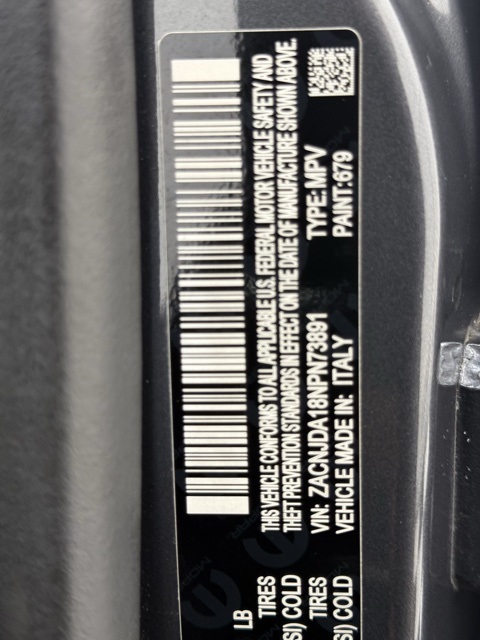 LB
TIRES
SI) COLD
TIRES
SI) COLD
THIS VEHICLE CONFORMS TO ALL APPLICABLE U.S. FEDERAL MOTOR VEHICLE SAFETY AND
THEFT PREVENTION STANDARDS IN EFFECT ON THE DATE OF MANUFACTURE SHOWN ABOVE.
VIN: ZACNJDA18NPN73891 TYPE: MPV
VEHICLE MADE IN: ITALY PAINT: 679